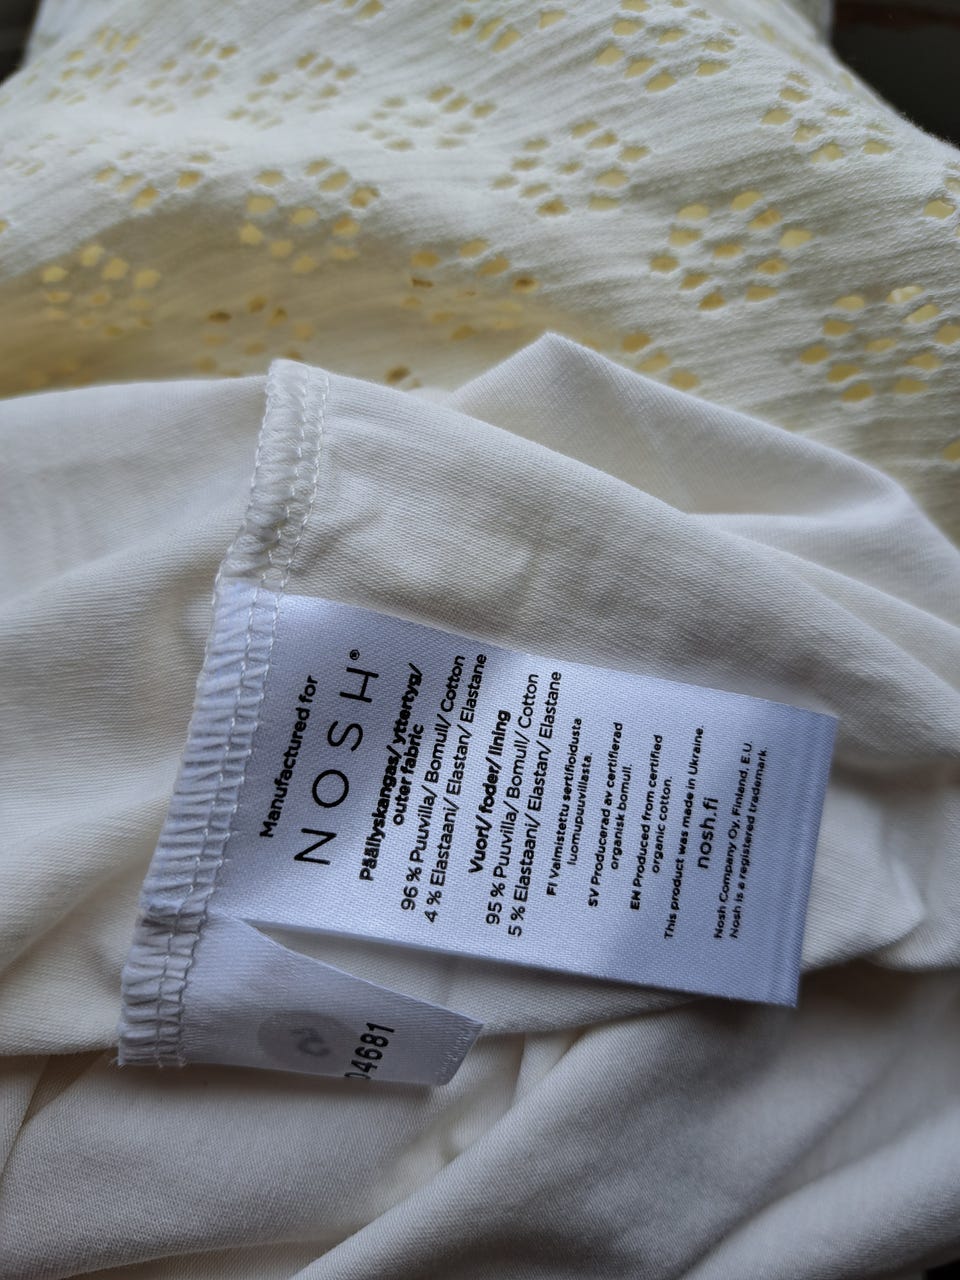 Manufactured for
NOSH®
Päällyskangas/ yttertyg/
outer fabric
96 % Puuvilla/ Bomull/ Cotton
4 % Elastaani/ Elastan/ Elastane
Vuori/ foder/ lining
95 % Puuvilla/ Bomull/ Cotton
5 % Elastaani/ Elastan/ Elastane
FI Valmistettu sertifioidusta
luomupuuvillasta.
SV Producerad av certifierad
organisk bomull.
EN Produced from certified
organic cotton.
This product was made in Ukraine.
nosh.fi
Nosh Company Oy, Finland, E.U.
Nosh is a registered trademark
04681